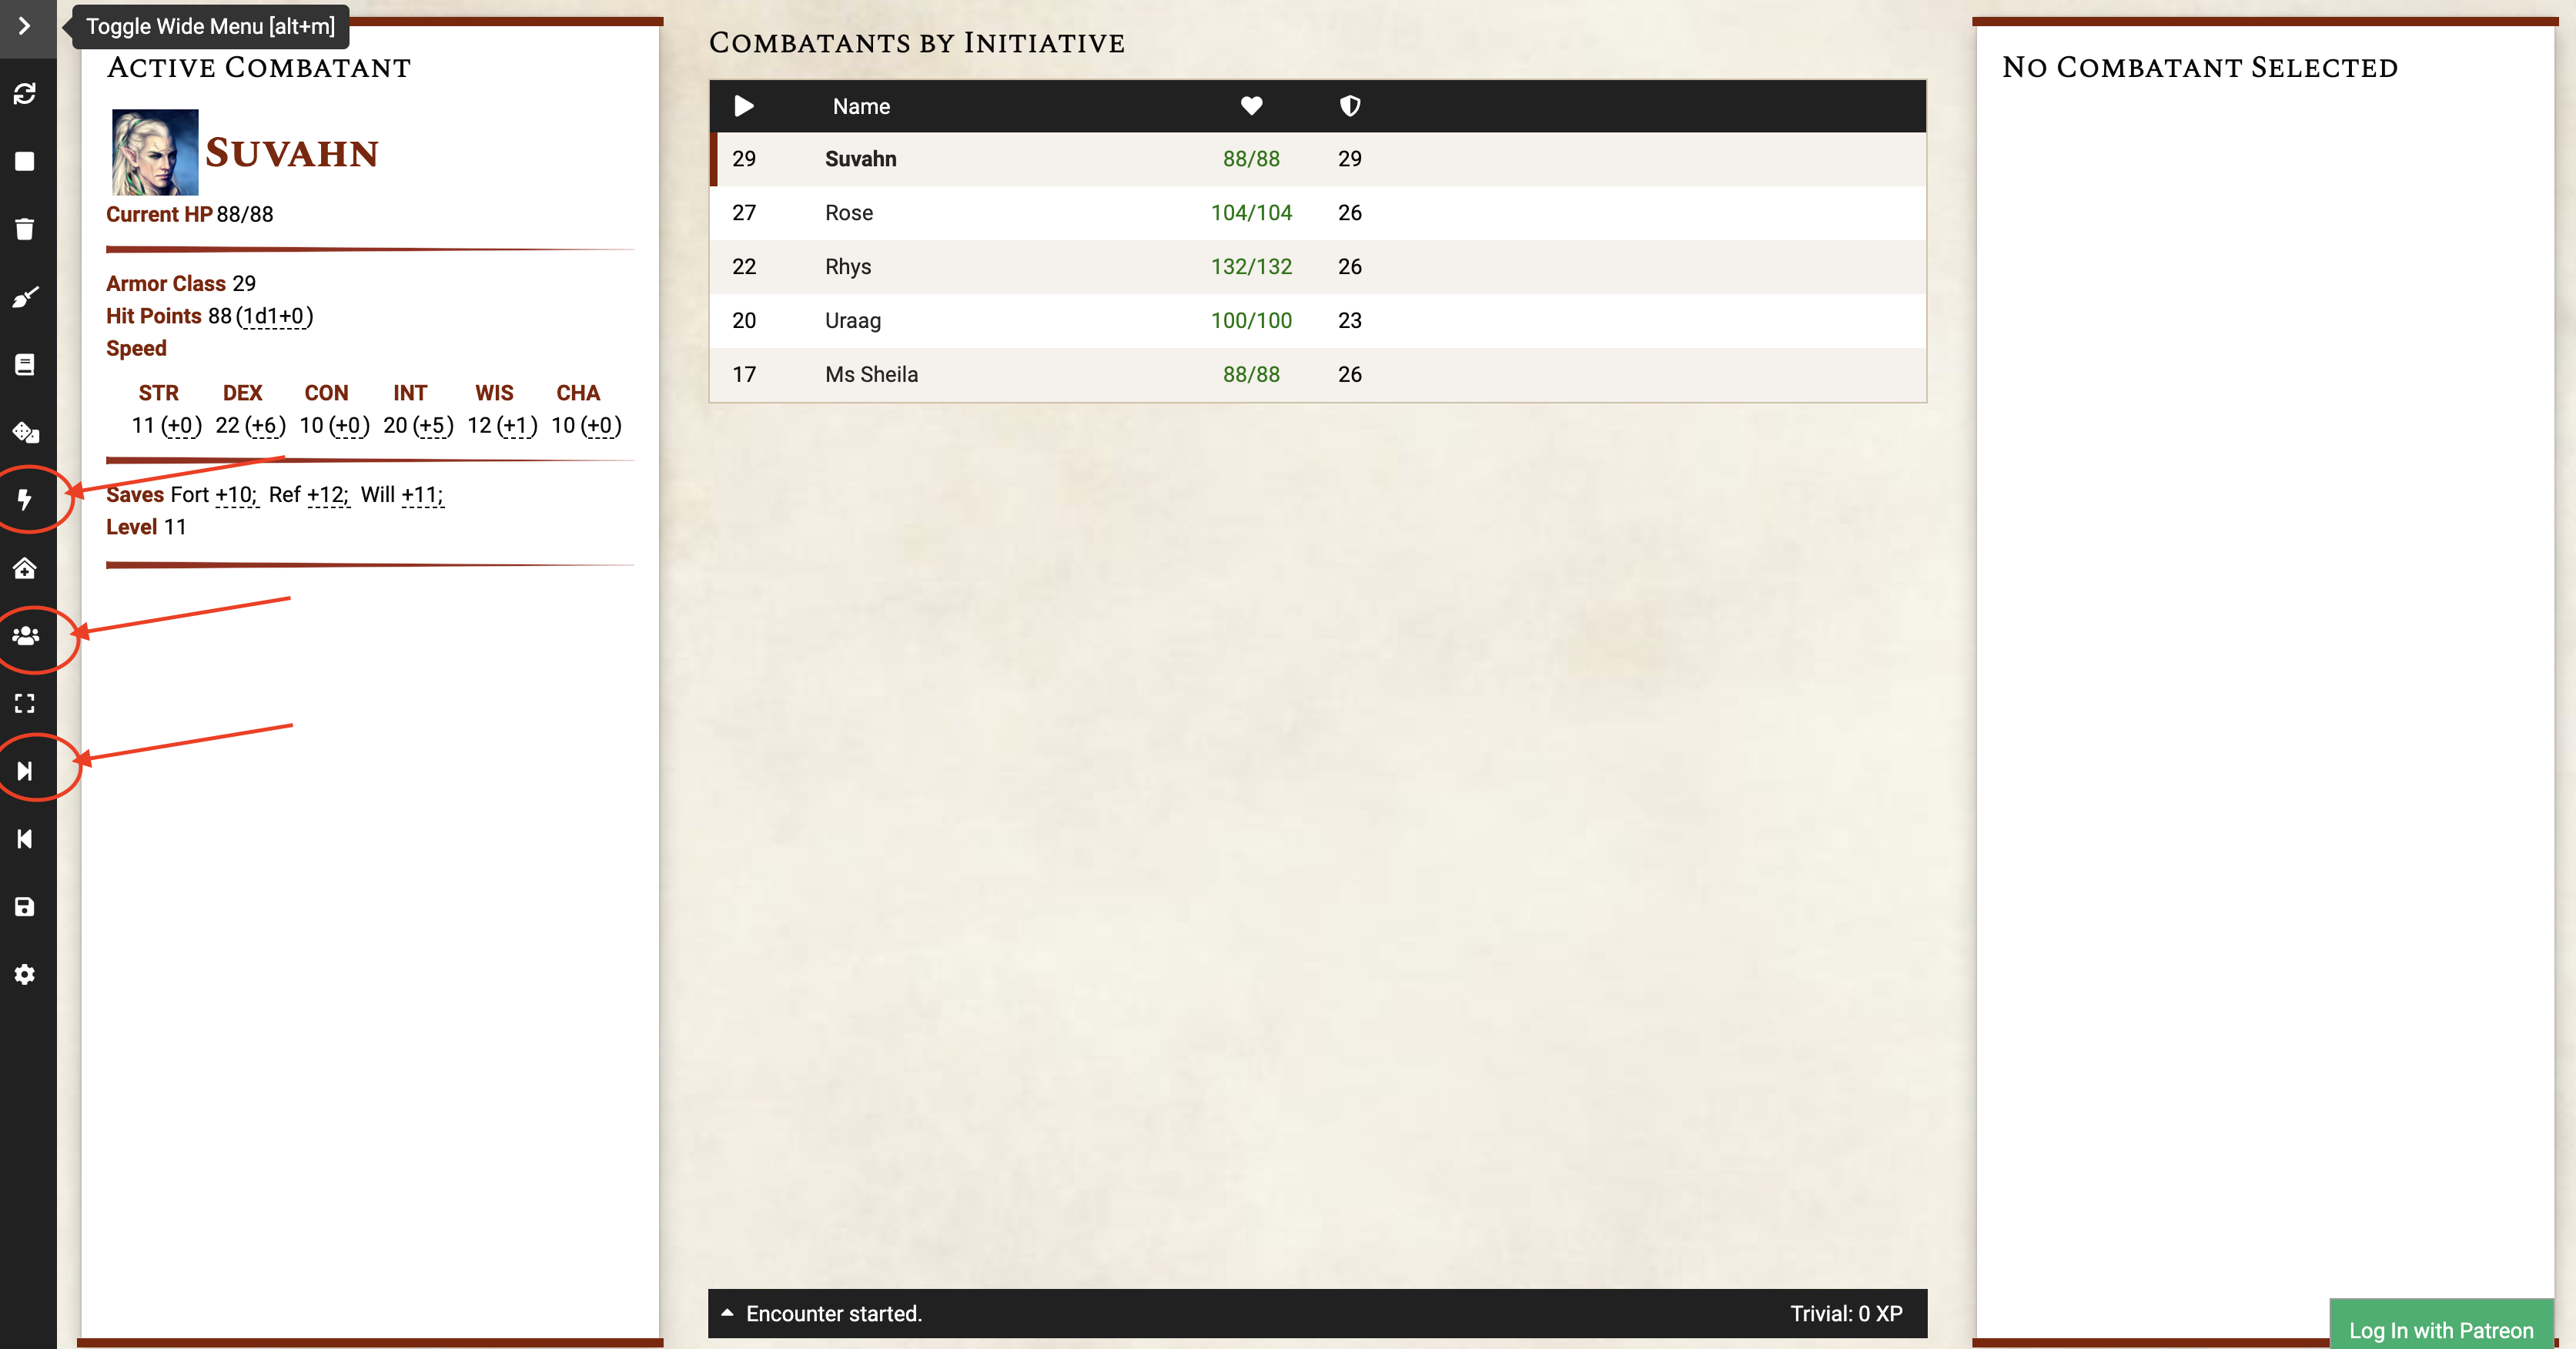 Toggle Wide Menu [alt+m]
Active Combatant
Suvahn
Current HP 88/88
Armor Class 29
Hit Points 88 (1d1+0)
Speed
STR DEX CON INT WIS CHA
11 (+0) 22 (+6) 10 (+0) 20 (+5) 12 (+1) 10 (+0)
Saves Fort +10; Ref +12; Will +11;
Level 11
Combatants by Initiative
Name
29 Suvahn 88/88 29
27 Rose 104/104 26
22 Rhys 132/132 26
20 Uraag 100/100 23
17 Ms Sheila 88/88 26
Encounter started. Trivial: 0 XP
No Combatant Selected
Log In with Patreon